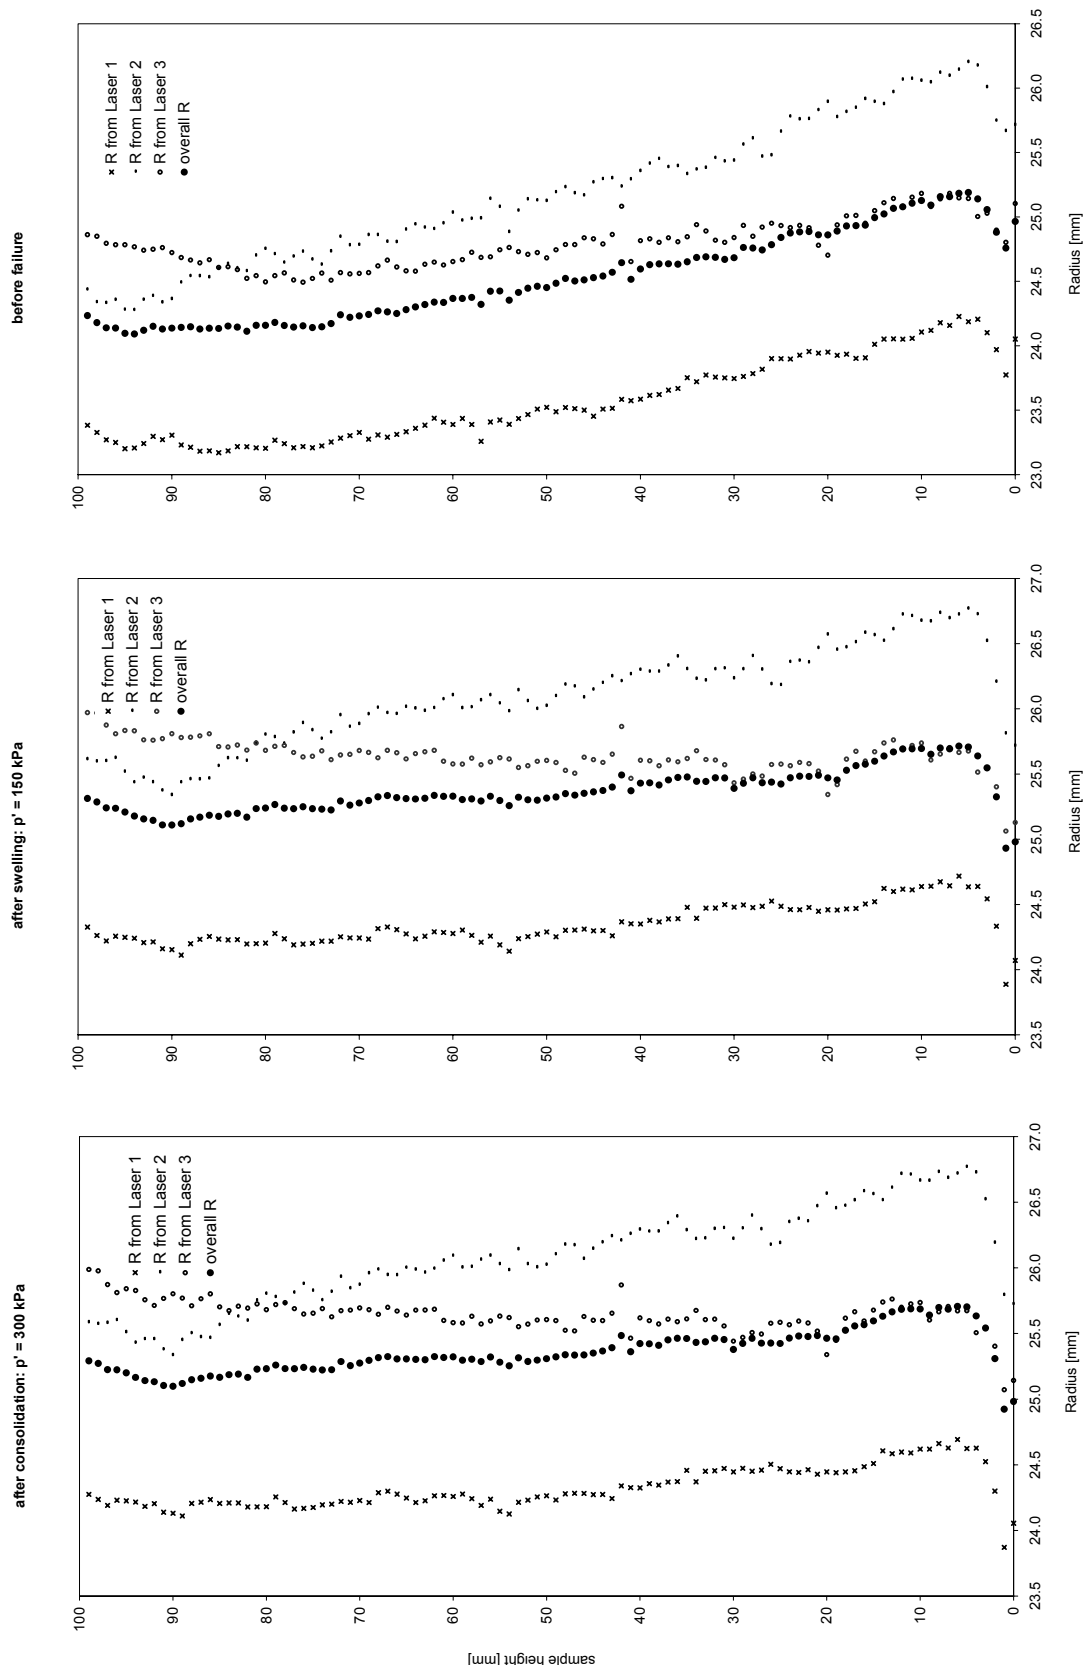 after consolidation: p' = 300 kPa
sample height [mm]
100
90
80
70
60
50
40
30
20
10
0
× R from Laser 1
- R from Laser 2
o R from Laser 3
● overall R
23.5 24.0 24.5 25.0 25.5 26.0 26.5 27.0
Radius [mm]
after swelling: p' = 150 kPa
100
90
80
70
60
50
40
30
20
10
0
× R from Laser 1
- R from Laser 2
o R from Laser 3
● overall R
23.5 24.0 24.5 25.0 25.5 26.0 26.5 27.0
Radius [mm]
before failure
100
90
80
70
60
50
40
30
20
10
0
× R from Laser 1
- R from Laser 2
o R from Laser 3
● overall R
23.0 23.5 24.0 24.5 25.0 25.5 26.0 26.5
Radius [mm]